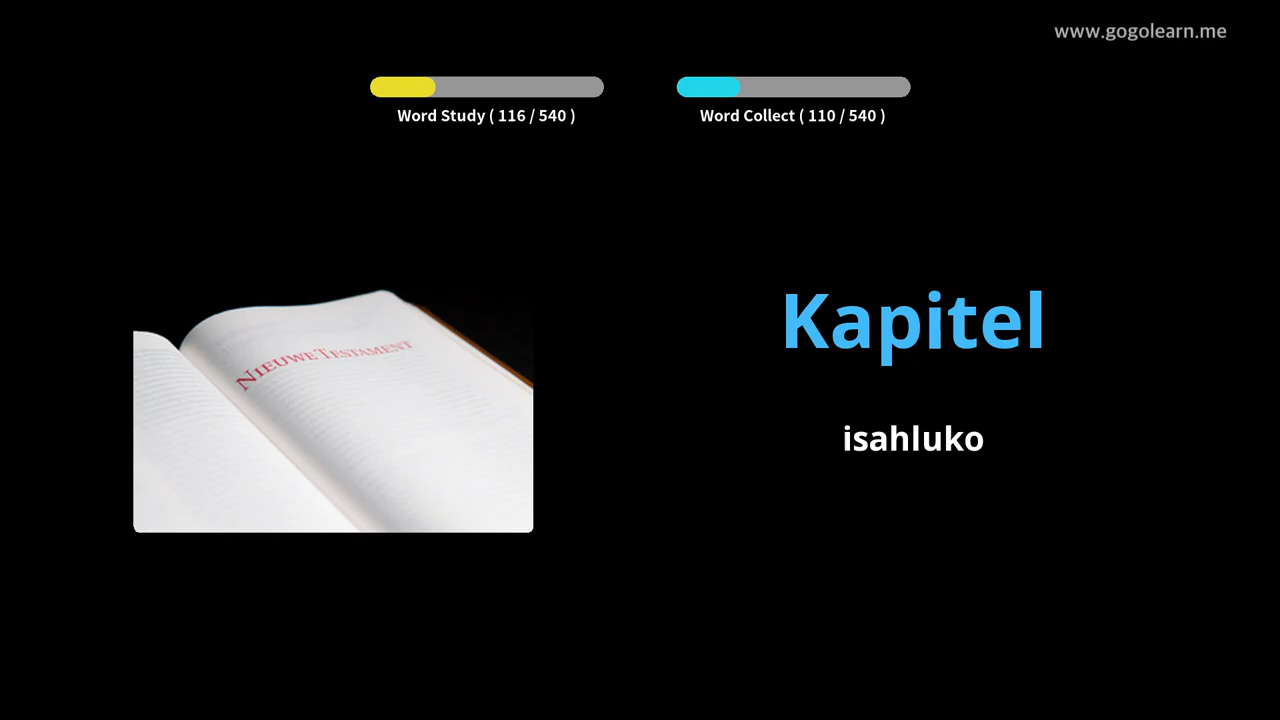 www.gogolearn.me
Word Study ( 116 / 540 )
Word Collect ( 110 / 540 )
NIEUWE TESTAMENT
Kapitel
isahluko